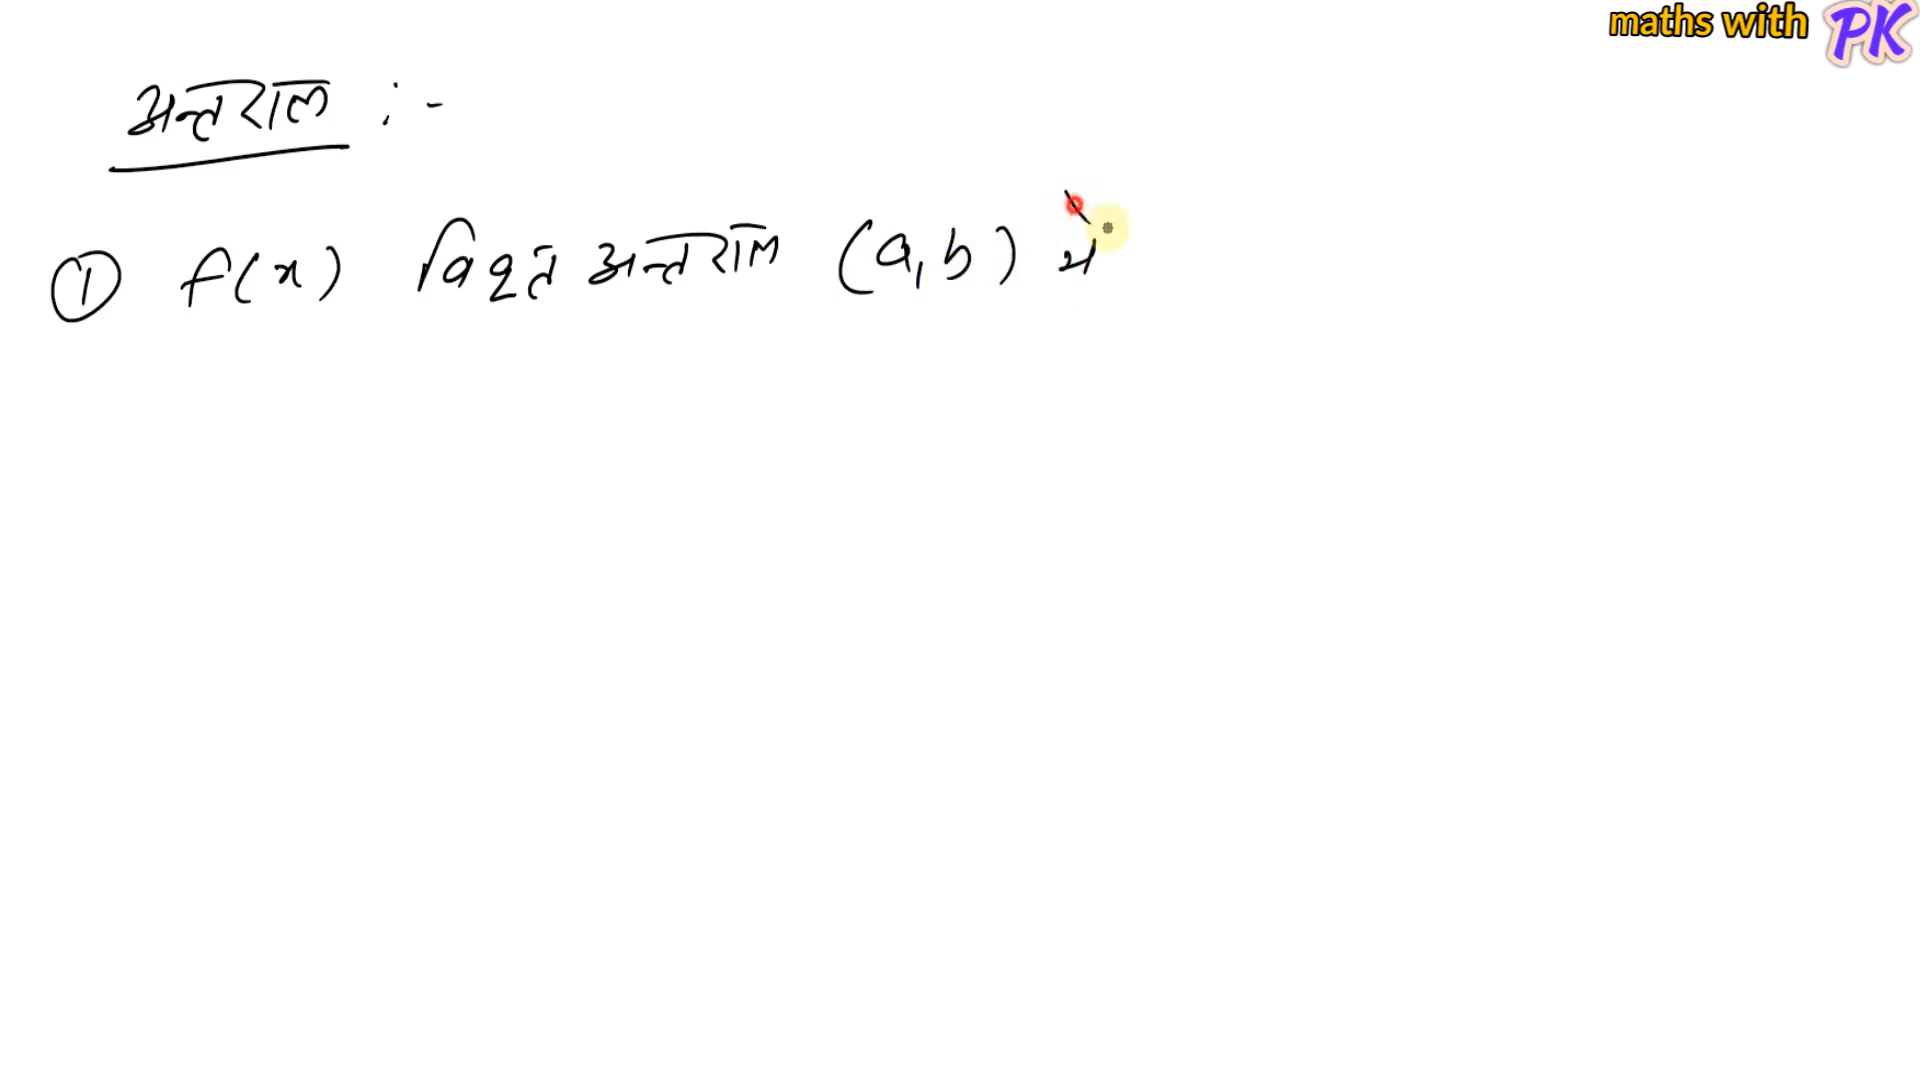 maths with PK
अन्तराल :-
① f(x) विवृत अन्तराल (a, b) में